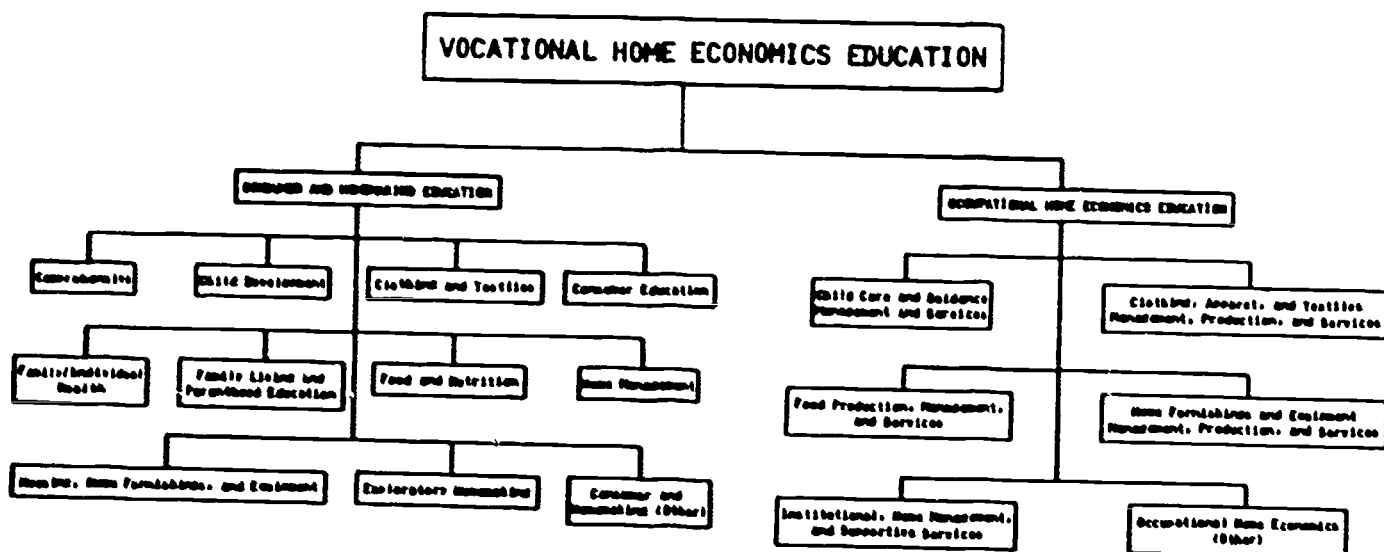 VOCATIONAL HOME ECONOMICS EDUCATION
CONSUMER AND HOMEMAKING EDUCATION
OCCUPATIONAL HOME ECONOMICS EDUCATION
Comprehensive
Child Development
Clothing and Textiles
Consumer Education
Child Care and Guidance
Management and Services
Clothing, Apparel, and Textiles
Management, Production, and Services
Family/Individual
Health
Family Living and
Parenthood Education
Food and Nutrition
Home Management
Food Production, Management,
and Services
Home Furnishings and Equipment
Management, Production, and Services
Housing, Home Furnishings, and Equipment
Exploratory Homemaking
Consumer and
Homemaking (Other)
Institutional, Home Management,
and Supportive Services
Occupational Home Economics
(Other)